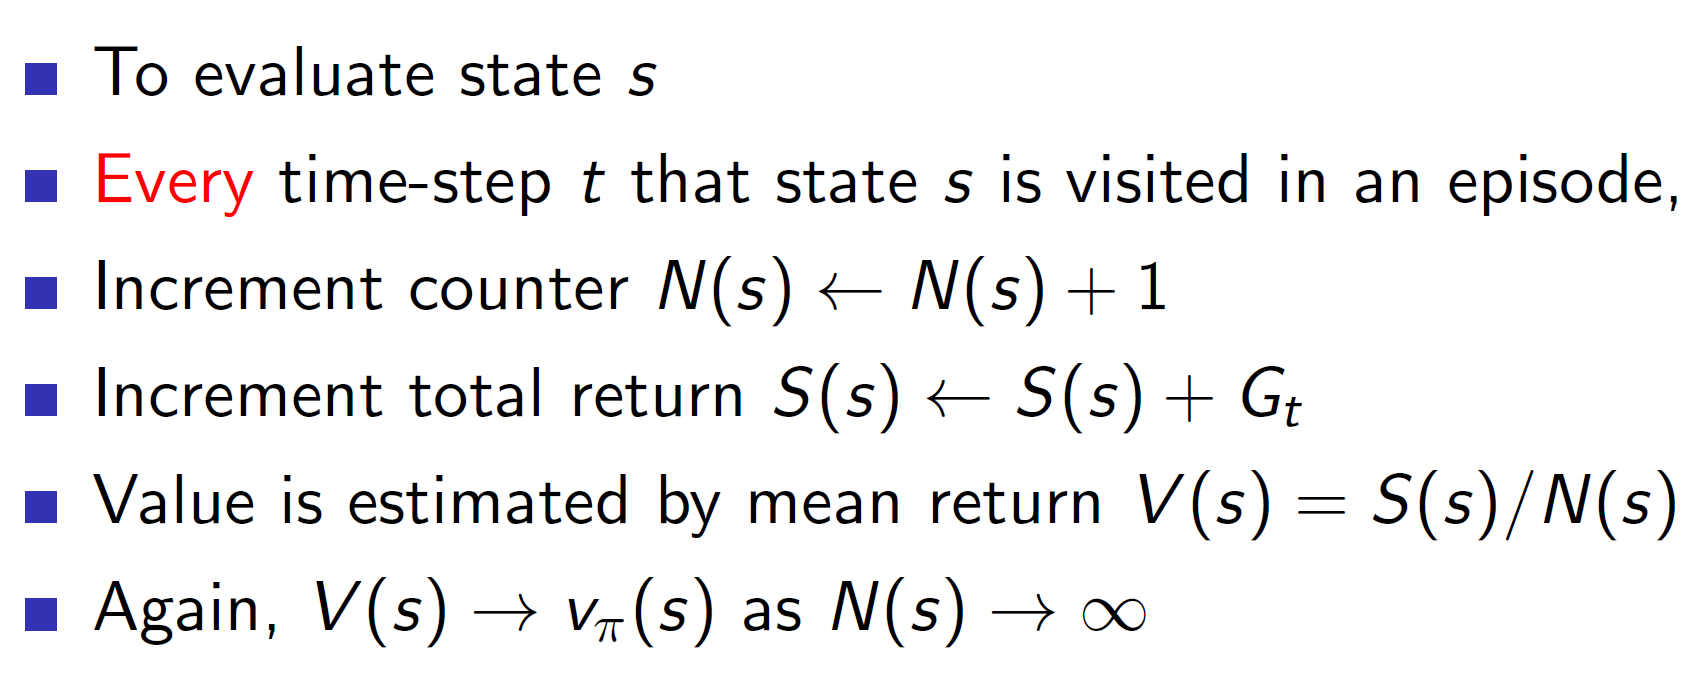 To evaluate state s
Every time-step t that state s is visited in an episode,
Increment counter N(s) ← N(s) + 1
Increment total return S(s) ← S(s) + Gₜ
Value is estimated by mean return V(s) = S(s)/N(s)
Again, V(s) → v_π(s) as N(s) → ∞